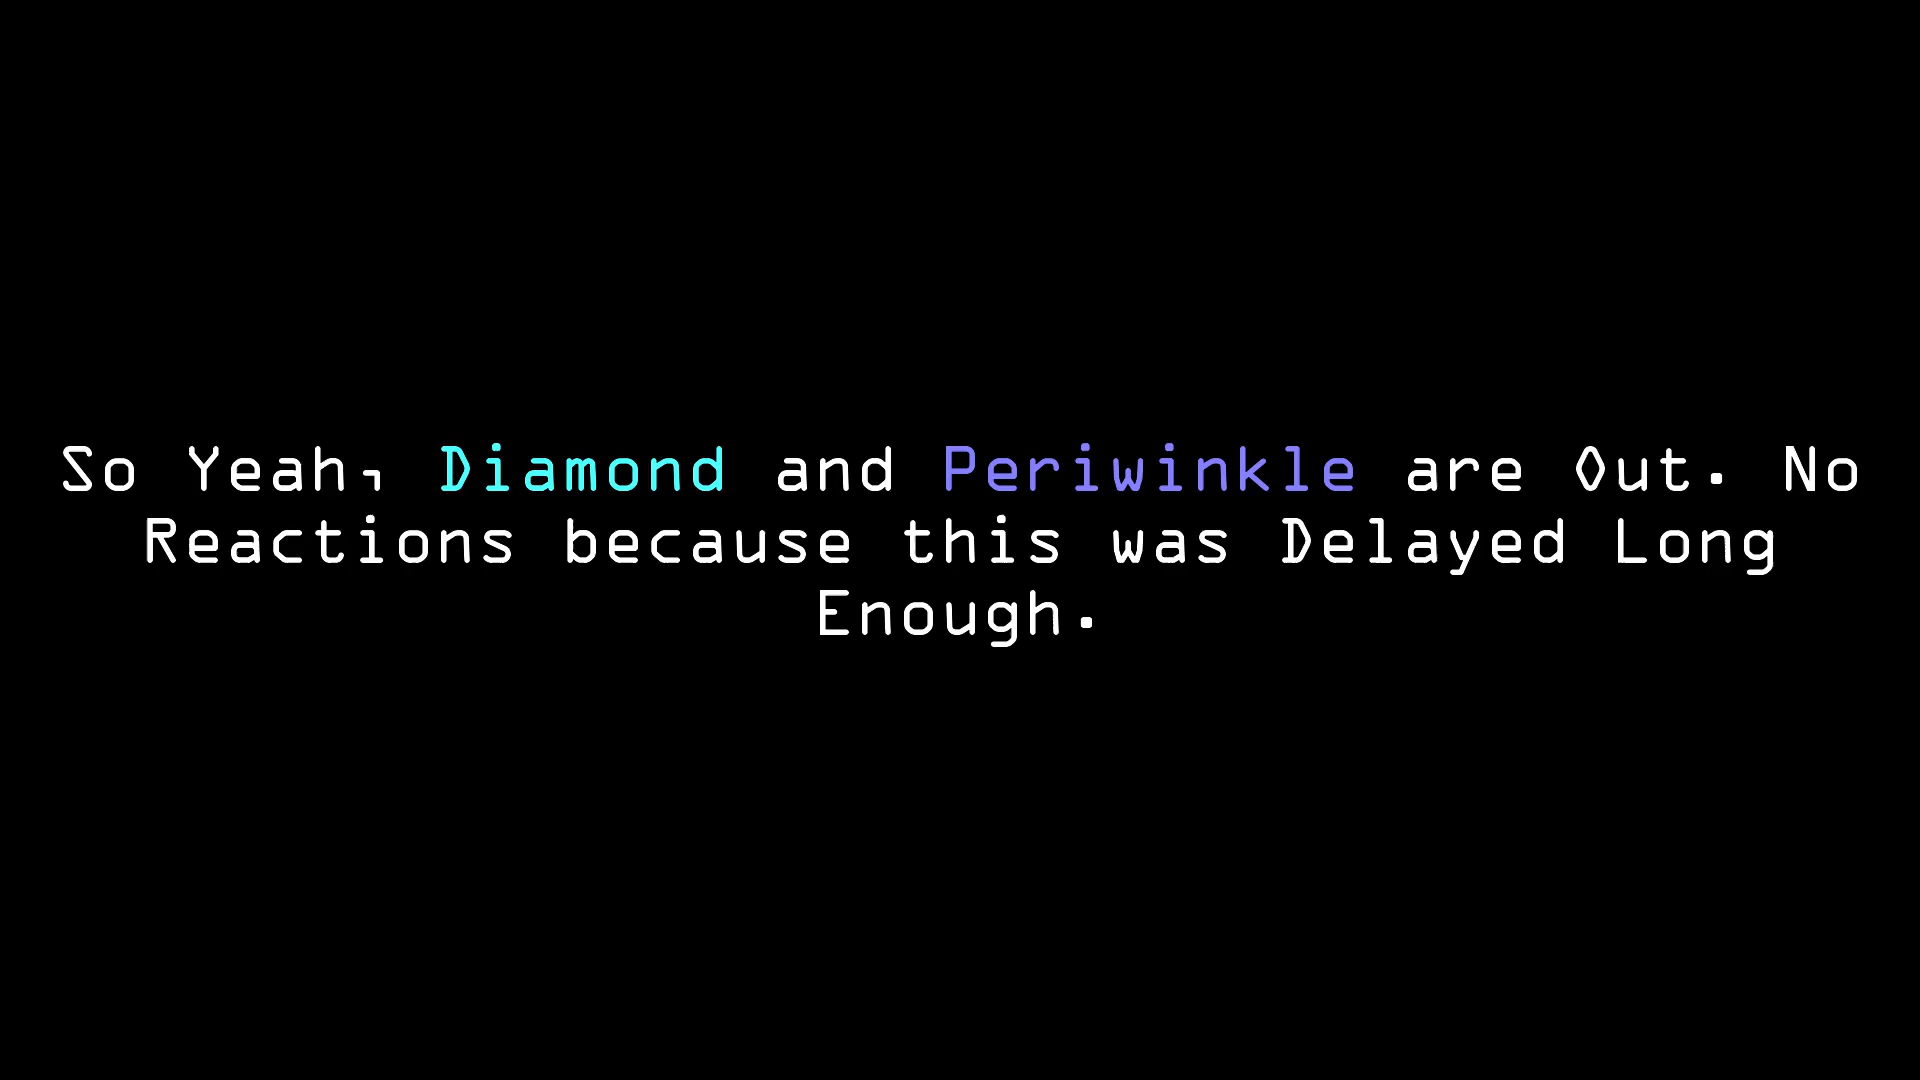 So Yeah, Diamond and Periwinkle are Out. No
Reactions because this was Delayed Long
Enough.